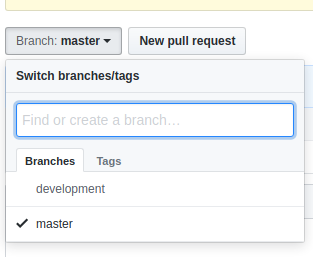 Branch: master
New pull request
Switch branches/tags
Find or create a branch…
Branches
Tags
development
master